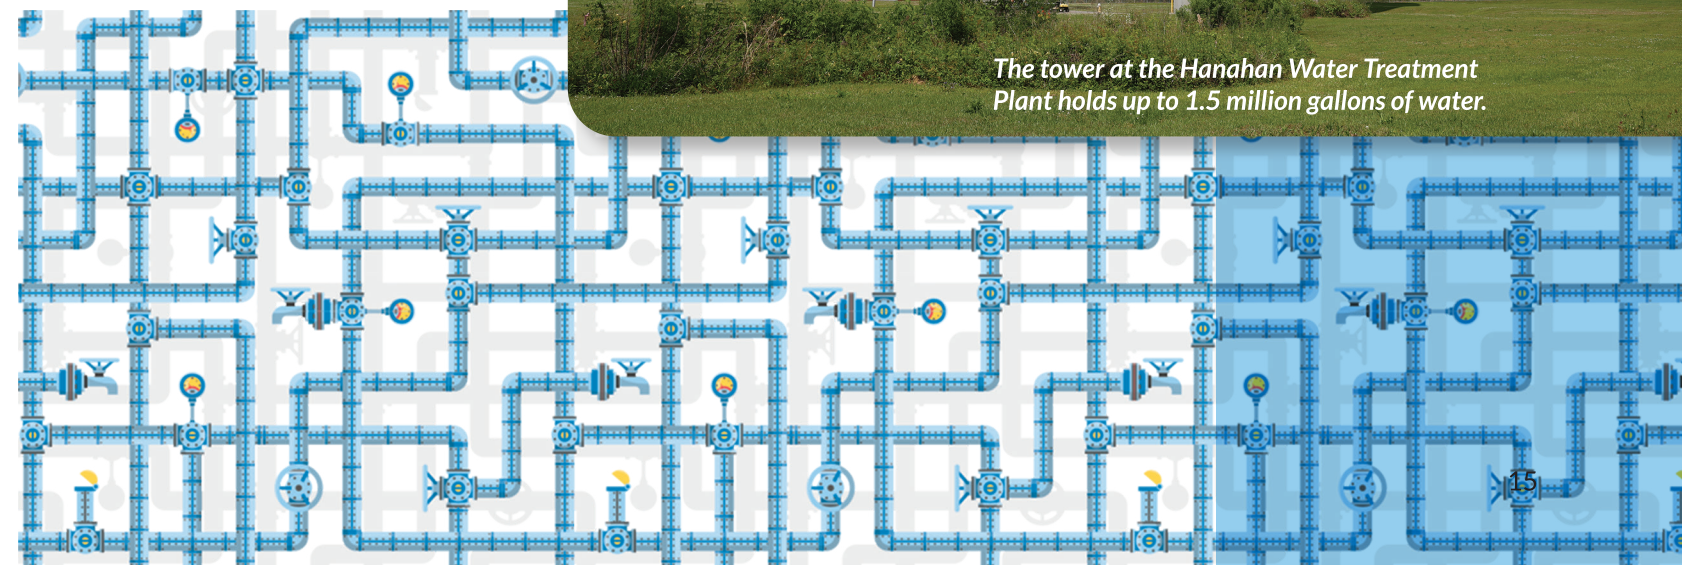 The tower at the Hanahan Water Treatment
Plant holds up to 1.5 million gallons of water.
15